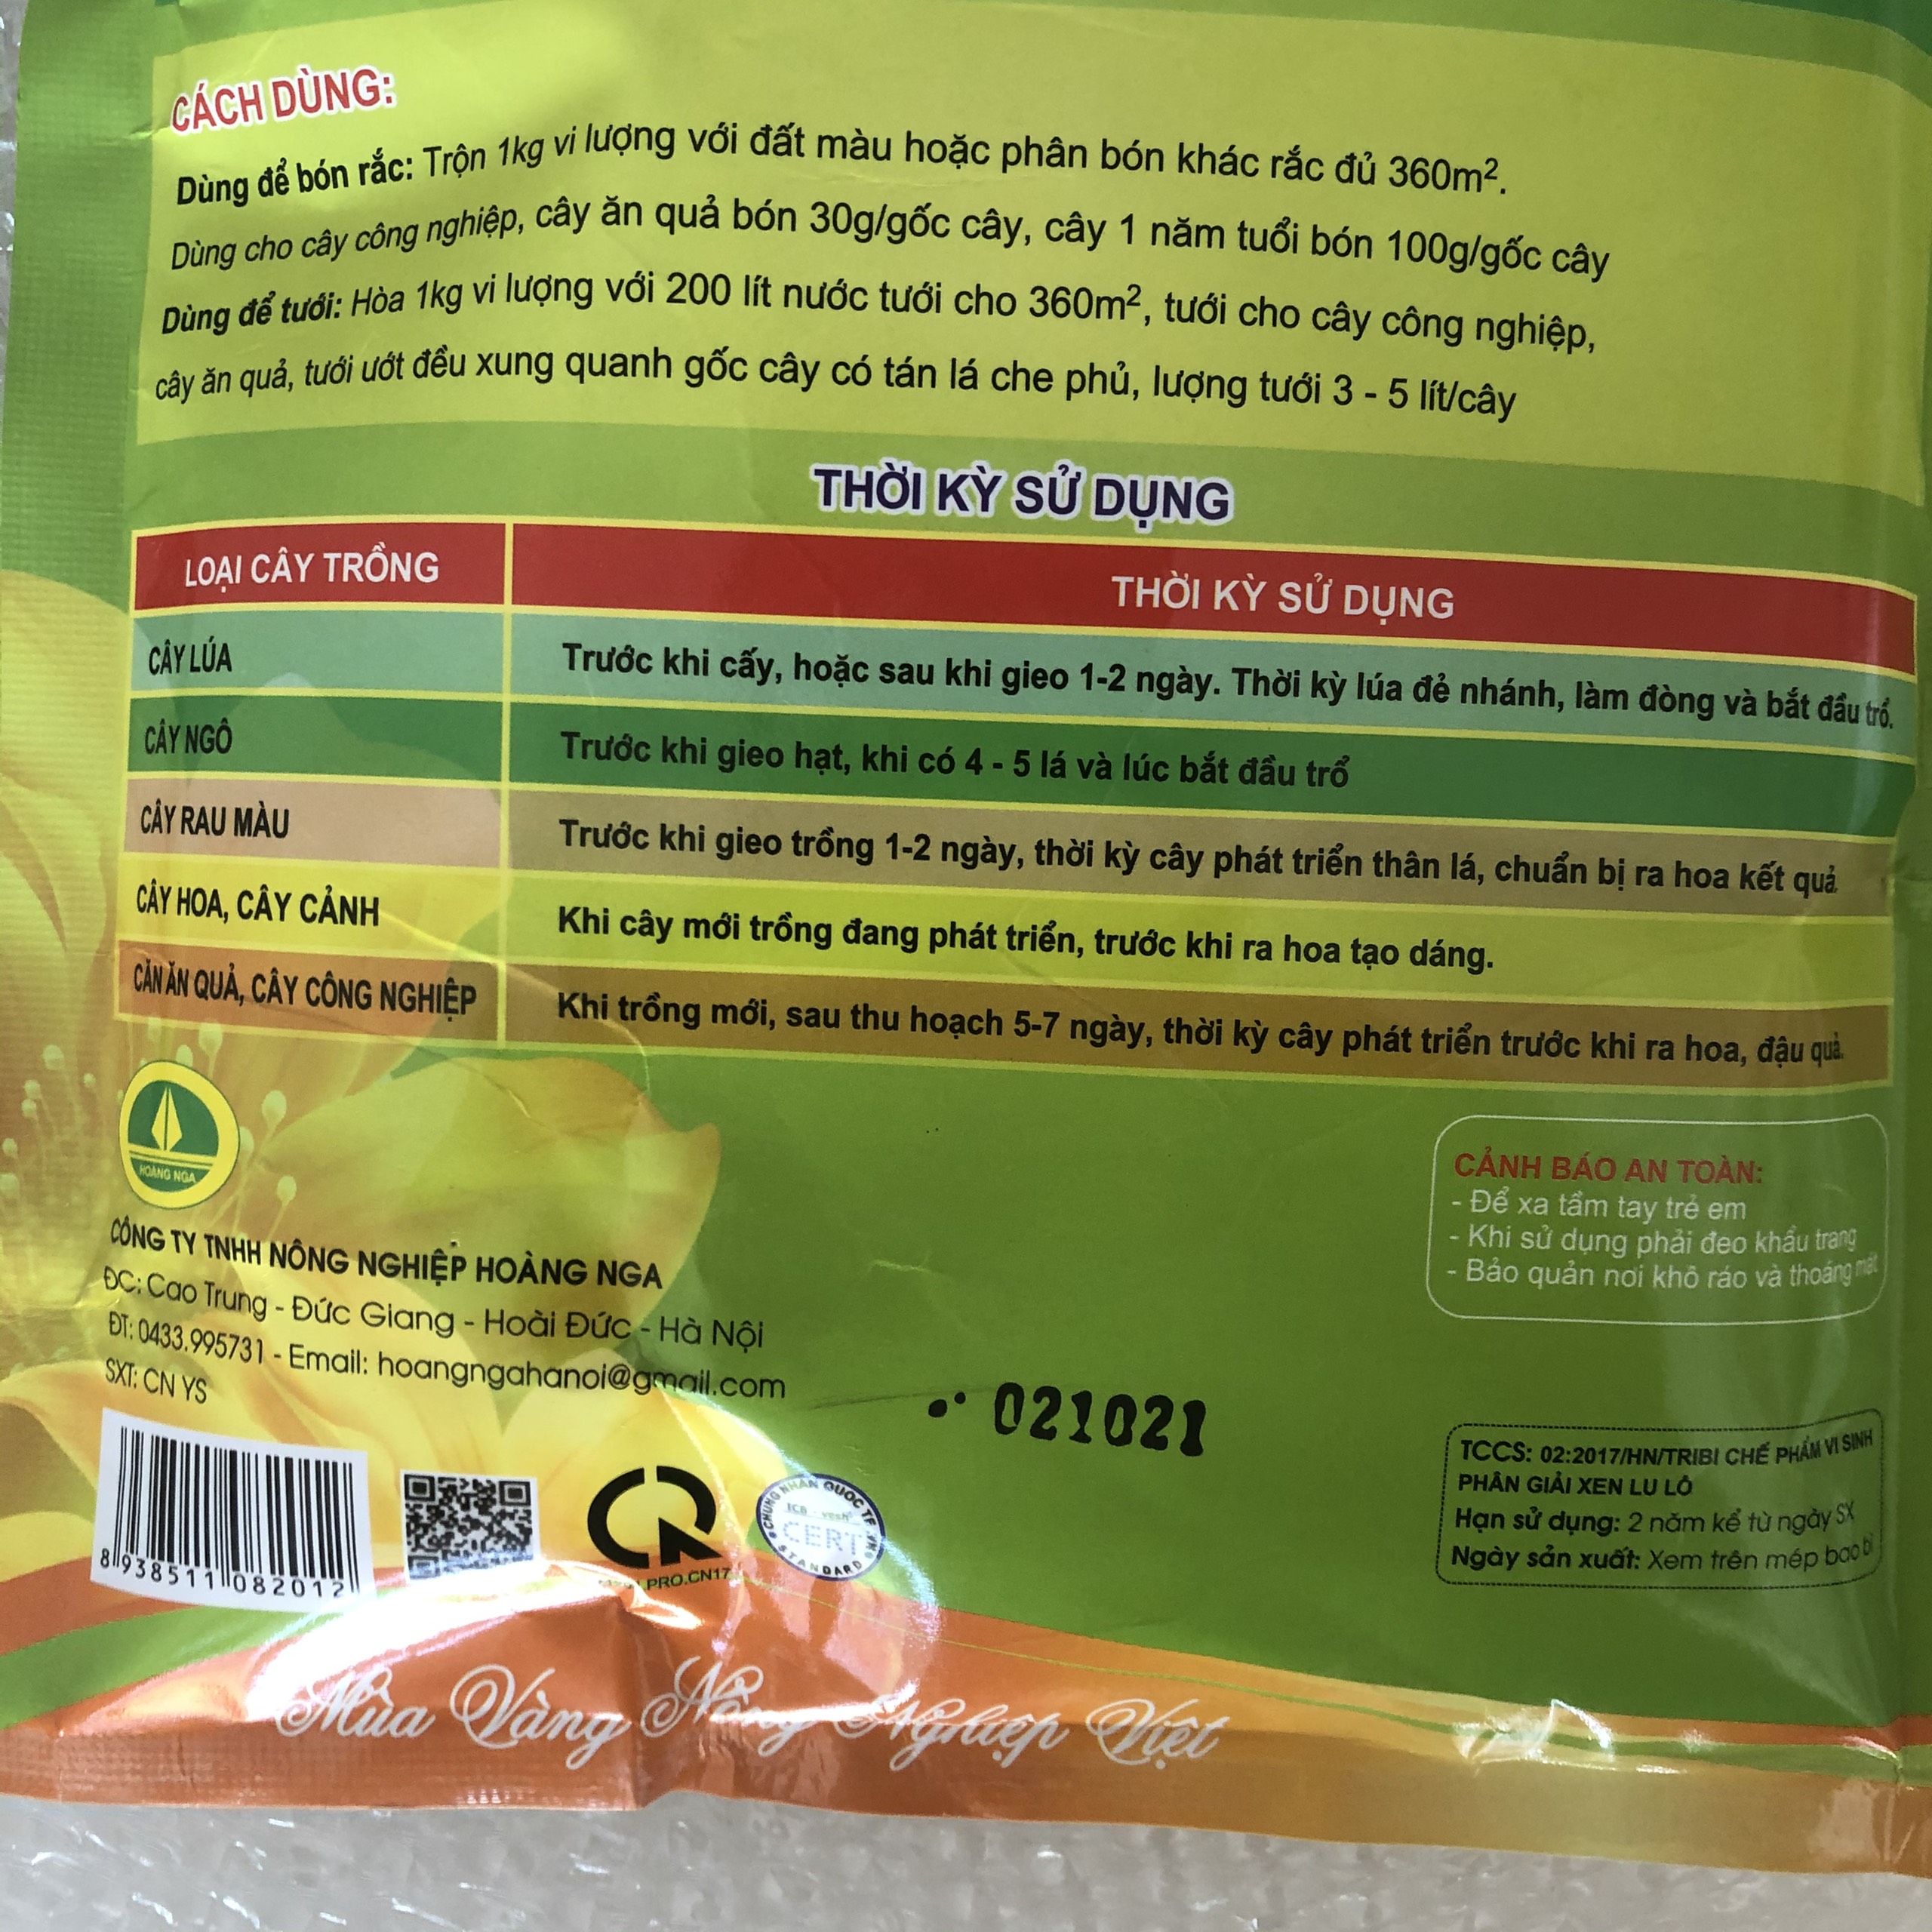 CÁCH DÙNG:
Dùng để bón rắc: Trộn 1kg vi lượng với đất màu hoặc phân bón khác rắc đủ 360m².
Dùng cho cây công nghiệp, cây ăn quả bón 30g/gốc cây, cây 1 năm tuổi bón 100g/gốc cây
Dùng để tưới: Hòa 1kg vi lượng với 200 lít nước tưới cho 360m², tưới cho cây công nghiệp,
cây ăn quả, tưới ướt đều xung quanh gốc cây có tán lá che phủ, lượng tưới 3 - 5 lít/cây
THỜI KỲ SỬ DỤNG
LOẠI CÂY TRỒNG THỜI KỲ SỬ DỤNG
CÂY LÚA Trước khi cấy, hoặc sau khi gieo 1-2 ngày. Thời kỳ lúa đẻ nhánh, làm đòng và bắt đầu trổ.
CÂY NGÔ Trước khi gieo hạt, khi có 4 - 5 lá và lúc bắt đầu trổ
CÂY RAU MÀU Trước khi gieo trồng 1-2 ngày, thời kỳ cây phát triển thân lá, chuẩn bị ra hoa kết quả
CÂY HOA, CÂY CẢNH Khi cây mới trồng đang phát triển, trước khi ra hoa tạo dáng.
CĂN ĂN QUẢ, CÂY CÔNG NGHIỆP Khi trồng mới, sau thu hoạch 5-7 ngày, thời kỳ cây phát triển trước khi ra hoa, đậu quả.
HOÀNG NGA
CÔNG TY TNHH NÔNG NGHIỆP HOÀNG NGA
ĐC: Cao Trung - Đức Giang - Hoài Đức - Hà Nội
ĐT: 0433.995731 - Email: hoangngahanoi@gmail.com
SXT: CN YS
CẢNH BÁO AN TOÀN:
- Để xa tầm tay trẻ em
- Khi sử dụng phải đeo khẩu trang
- Bảo quản nơi khô ráo và thoáng mát
021021
TCCS: 02:2017/HN/TRIBI CHẾ PHẨM VI SINH
PHÂN GIẢI XEN LU LÔ
Hạn sử dụng: 2 năm kể từ ngày SX
Ngày sản xuất: Xem trên mép bao bì
8 938511 082012
PRO.CN17
CHUNG NHAN QUOC TE
CERT
STANDARD
Mùa Vàng Nông Nghiệp Việt